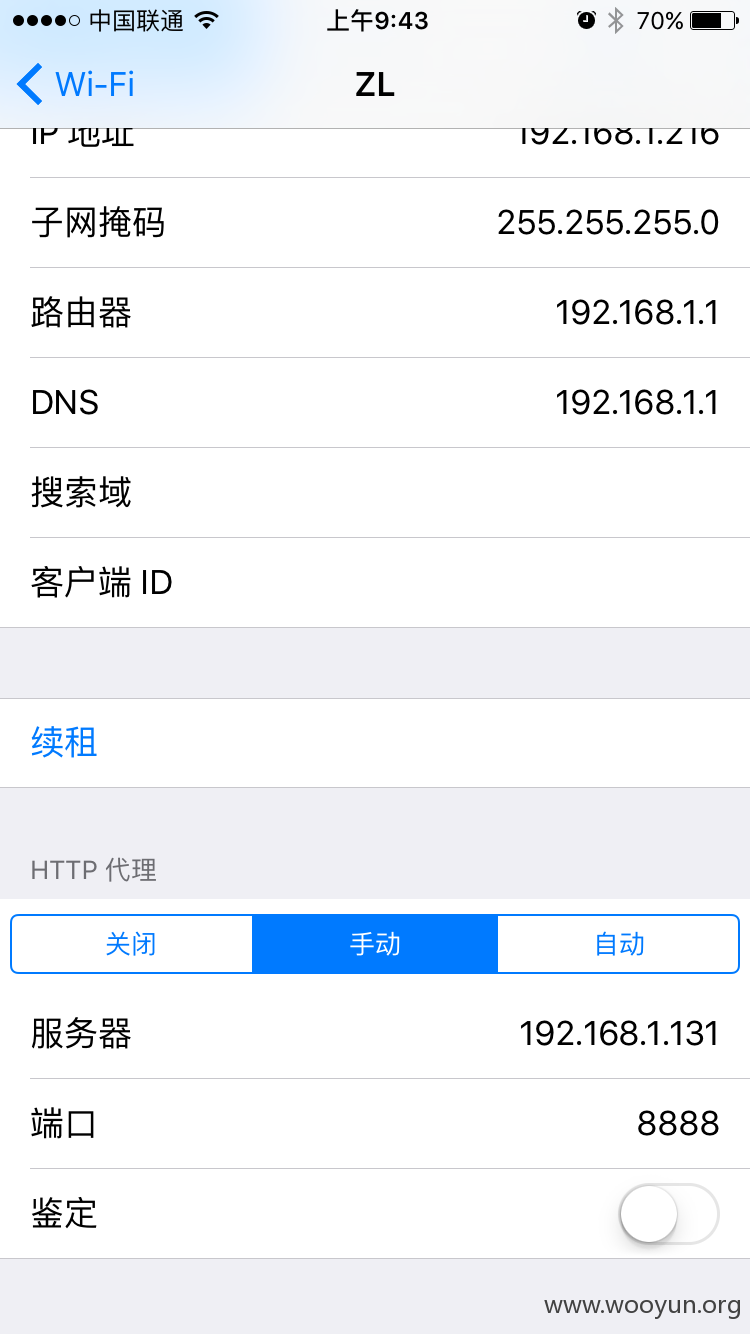 中国联通 上午9:43 70%
Wi-Fi ZL
IP 地址 192.168.1.216
子网掩码 255.255.255.0
路由器 192.168.1.1
DNS 192.168.1.1
搜索域
客户端 ID
续租
HTTP 代理
关闭 手动 自动
服务器 192.168.1.131
端口 8888
鉴定
www.wooyun.org